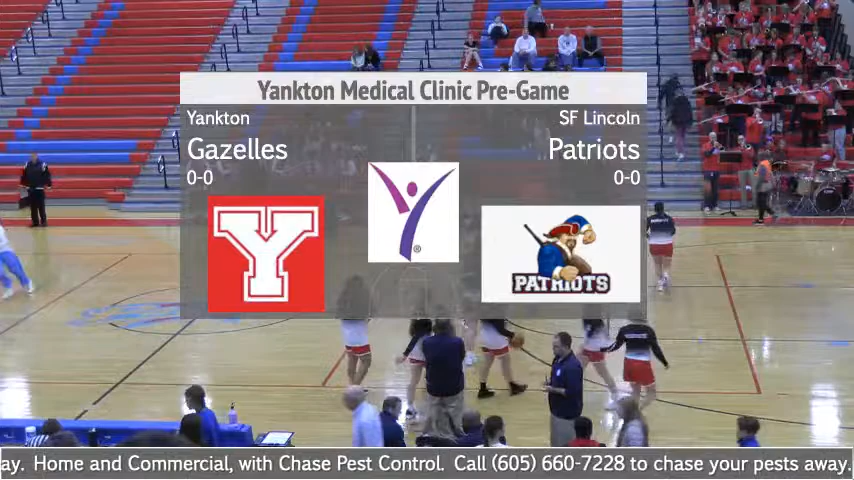 Yankton Medical Clinic Pre-Game
Yankton
Gazelles
0-0
SF Lincoln
Patriots
0-0
Y
®
PATRIOTS
ay. Home and Commercial, with Chase Pest Control. Call (605) 660-7228 to chase your pests away.